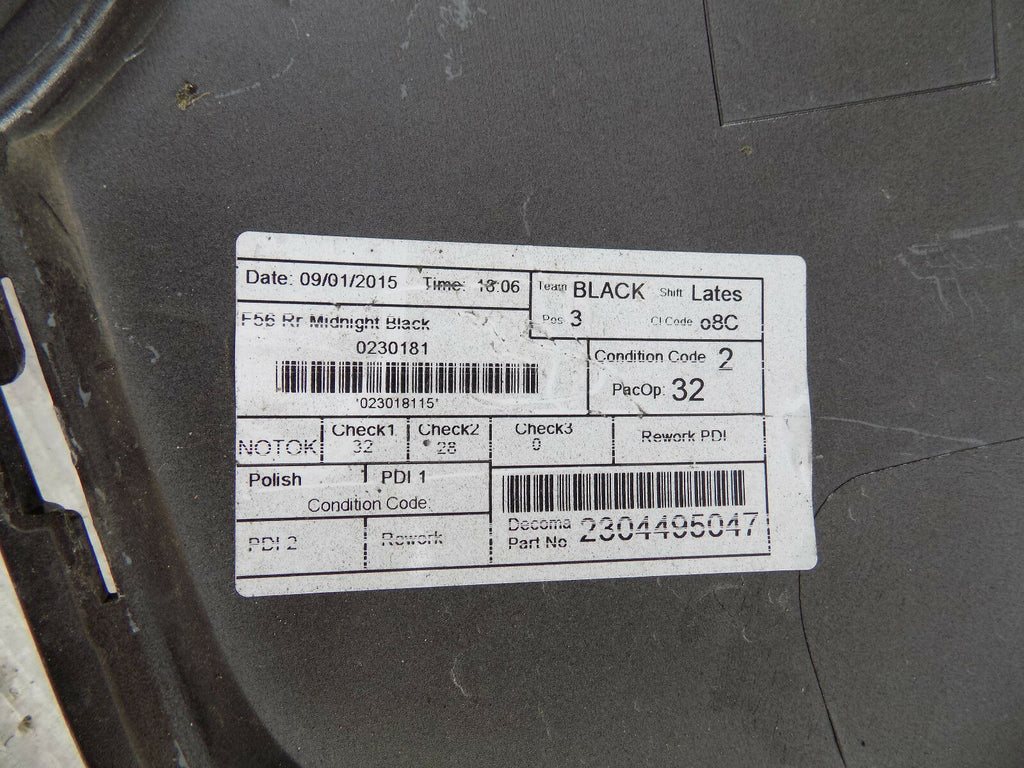 Date: 09/01/2015 Time: 18:06
Team BLACK Shift Lates
Pos 3 Cl Code o8C
F56 Rr Midnight Black
0230181
'023018115'
Condition Code 2
PacOp: 32
NOTOK Check1 32 Check2 28 Check3 0 Rework PDI
Polish PDI 1
Condition Code:
PDI 2 Rework
Decoma Part No 2304495047